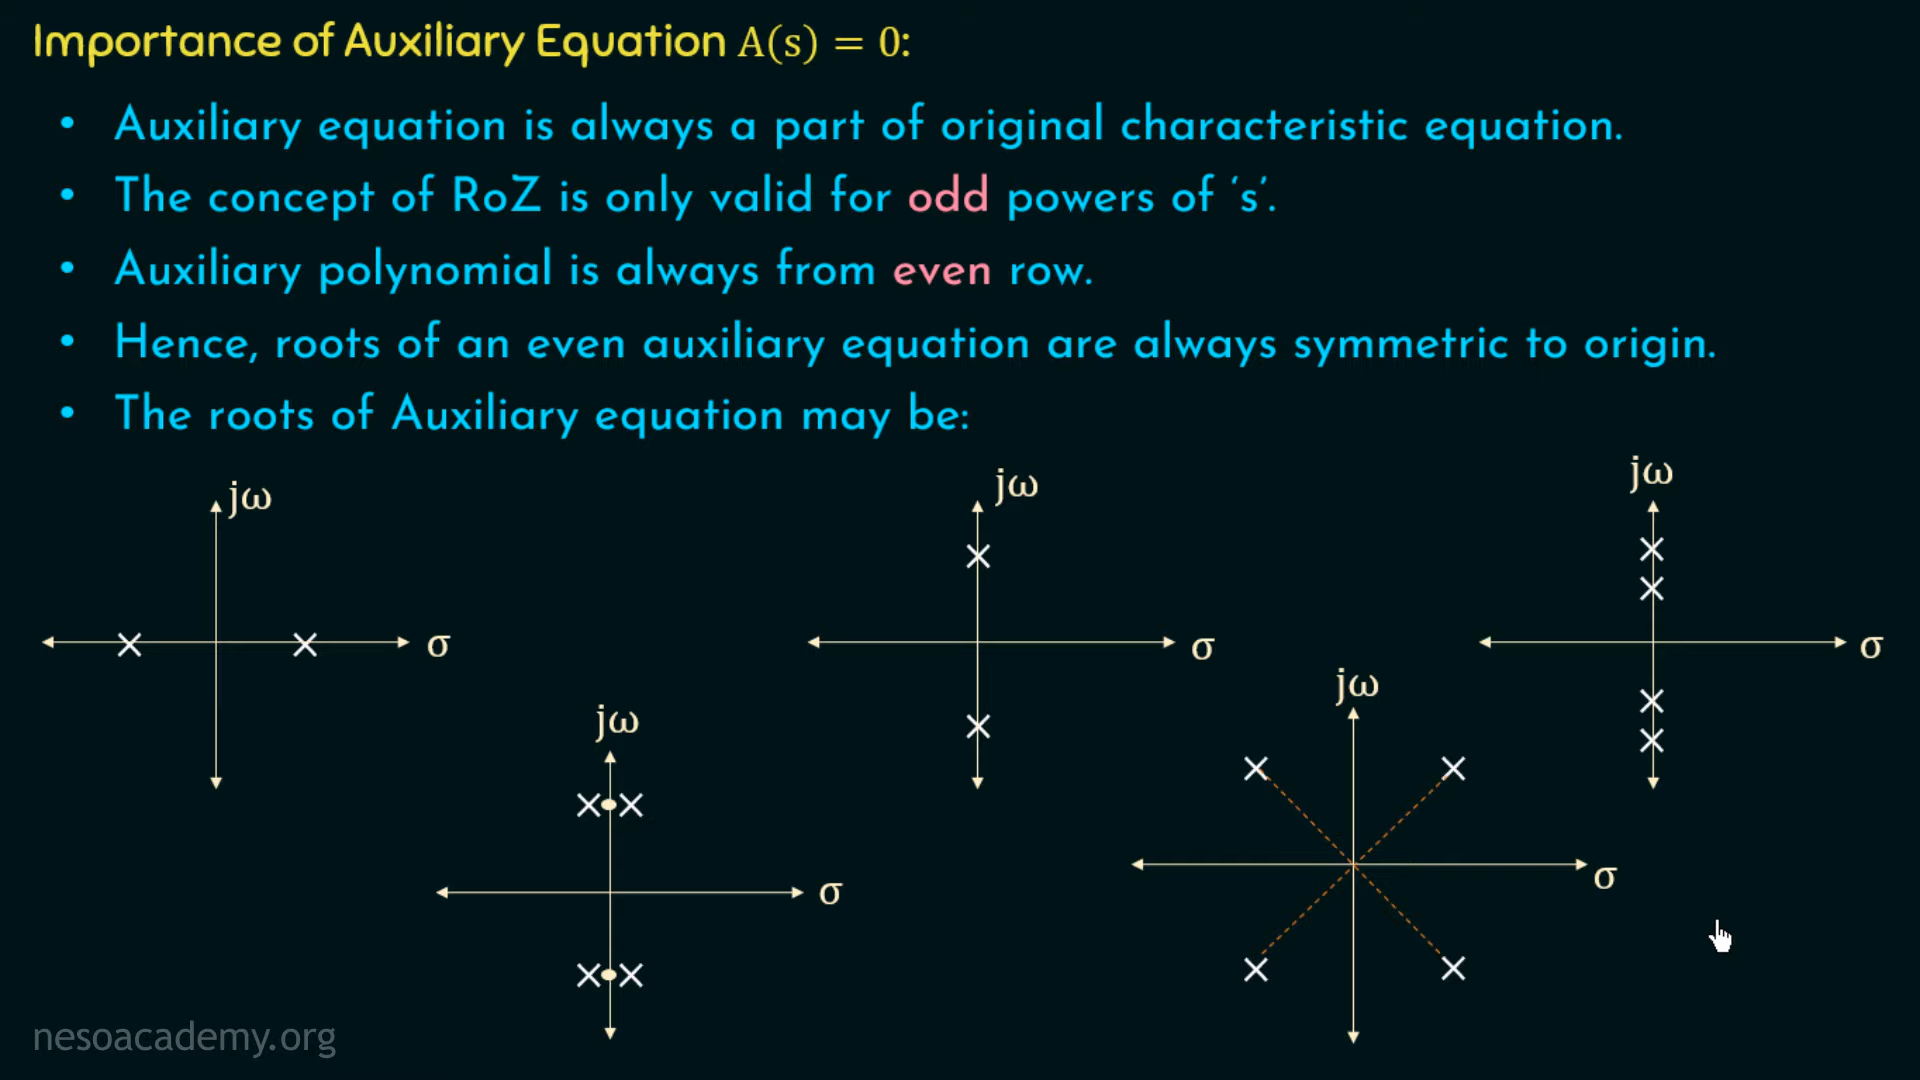 Importance of Auxiliary Equation A(s) = 0:
• Auxiliary equation is always a part of original characteristic equation.
• The concept of RoZ is only valid for odd powers of ‘s’.
• Auxiliary polynomial is always from even row.
• Hence, roots of an even auxiliary equation are always symmetric to origin.
• The roots of Auxiliary equation may be:
jω
σ
jω
σ
jω
σ
jω
σ
jω
σ
nesoacademy.org